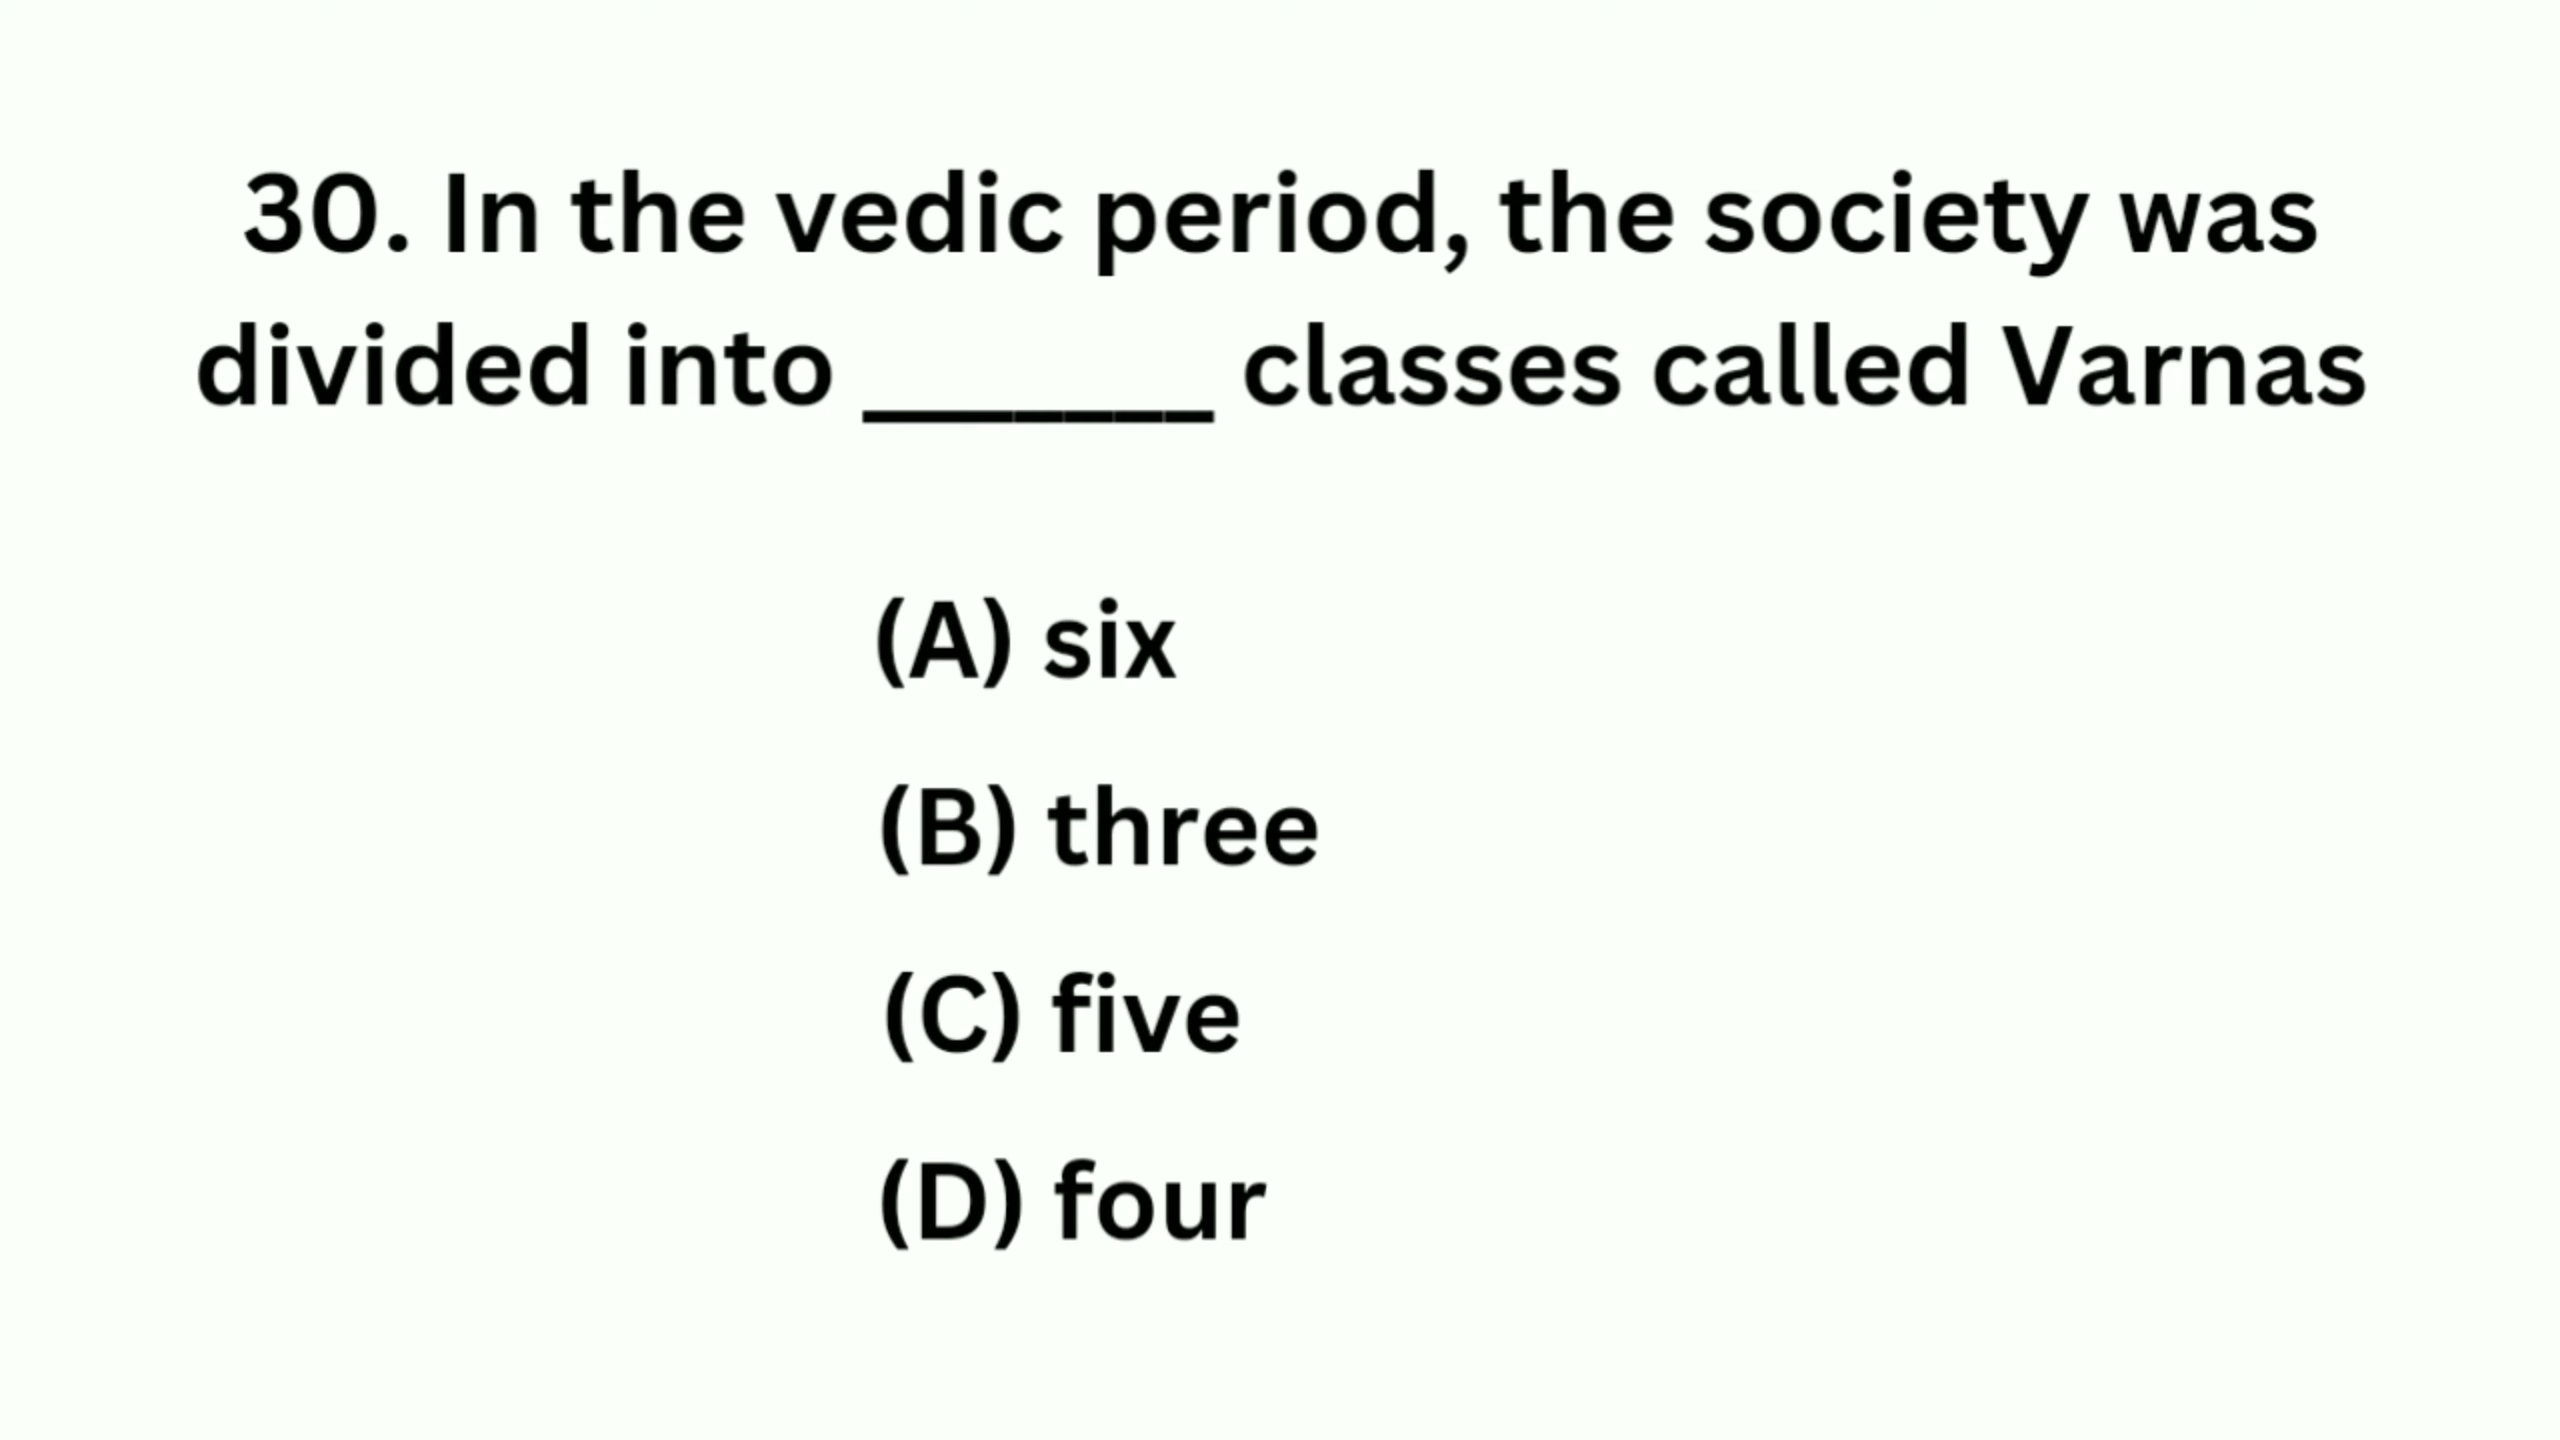 30. In the vedic period, the society was
divided into _______ classes called Varnas
(A) six
(B) three
(C) five
(D) four